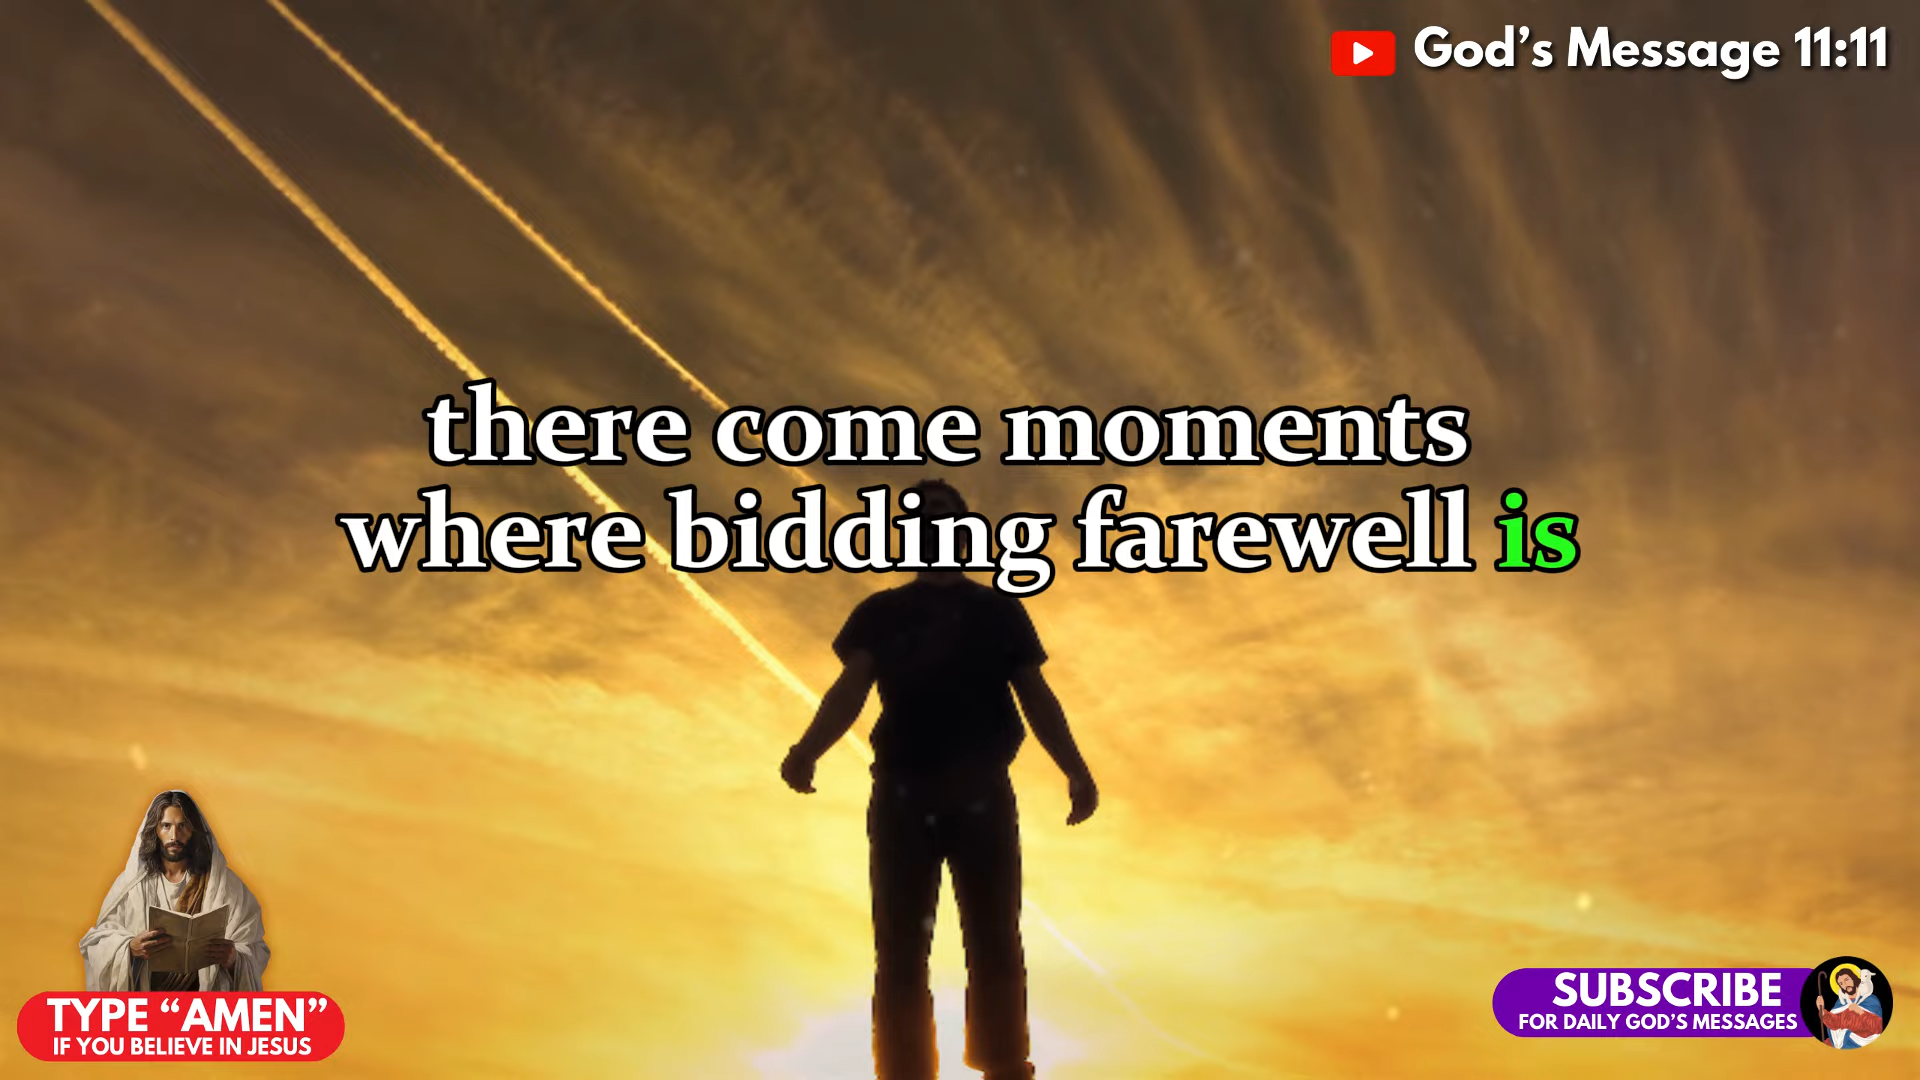 God’s Message 11:11
there come moments
where bidding farewell is
TYPE “AMEN”
IF YOU BELIEVE IN JESUS
SUBSCRIBE
FOR DAILY GOD’S MESSAGES